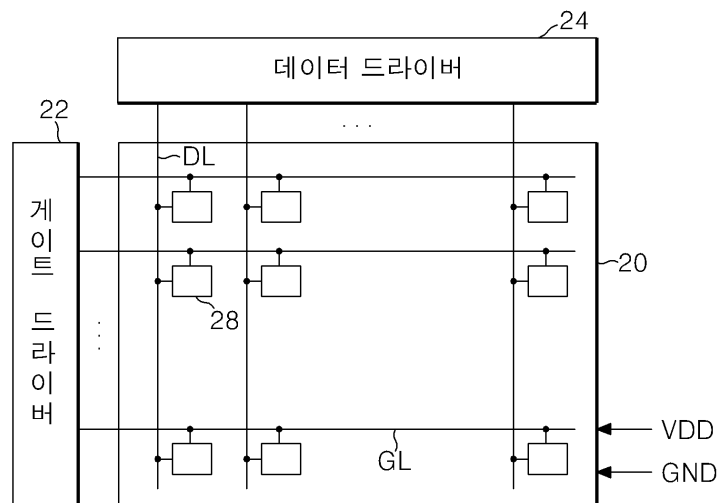 24
데이터 드라이버
22
. . .
DL
게이트 드라이버
20
28
. . .
VDD
GL
GND